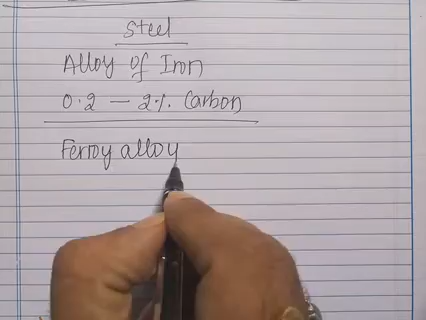 Steel
Alloy of Iron
0.2 — 2% Carbon
Ferroy alloy